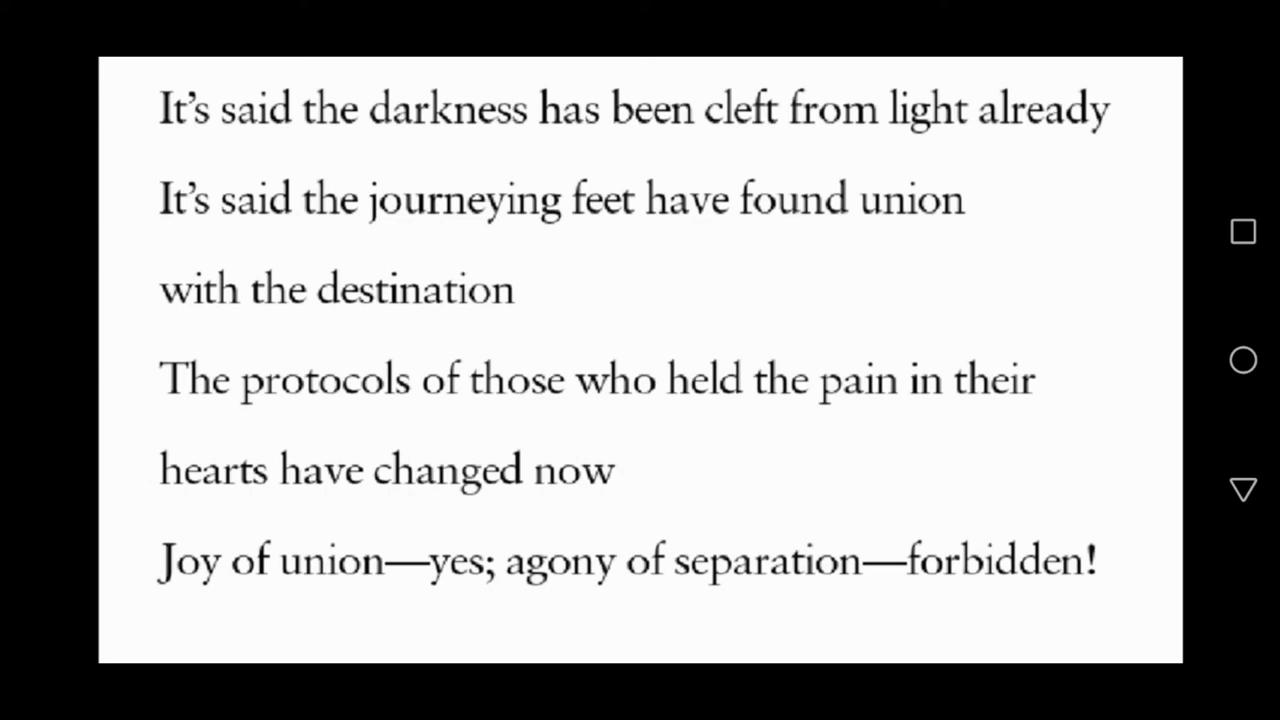 It’s said the darkness has been cleft from light already
It’s said the journeying feet have found union
with the destination
The protocols of those who held the pain in their
hearts have changed now
Joy of union—yes; agony of separation—forbidden!